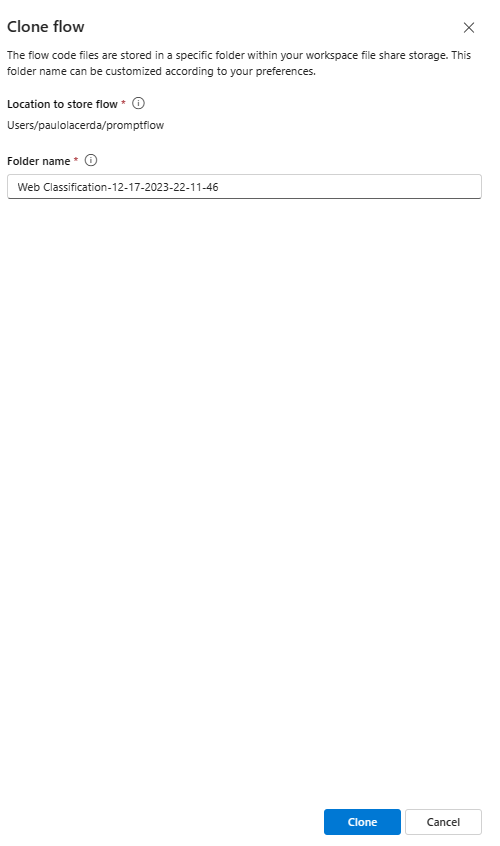 Clone flow
The flow code files are stored in a specific folder within your workspace file share storage. This
folder name can be customized according to your preferences.
Location to store flow *
Users/paulolacerda/promptflow
Folder name *
Web Classification-12-17-2023-22-11-46
Clone Cancel